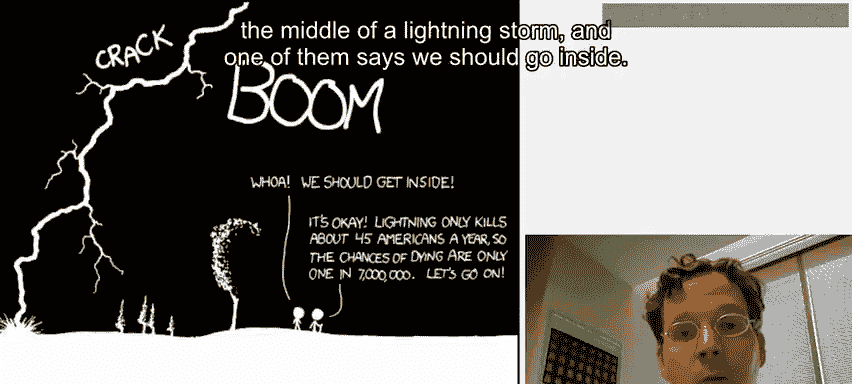 the middle of a lightning storm, and
one of them says we should go inside.
CRACK
BOOM
WHOA! WE SHOULD GET INSIDE!
IT'S OKAY! LIGHTNING ONLY KILLS
ABOUT 45 AMERICANS A YEAR, SO
THE CHANCES OF DYING ARE ONLY
ONE IN 7,000,000. LET'S GO ON!